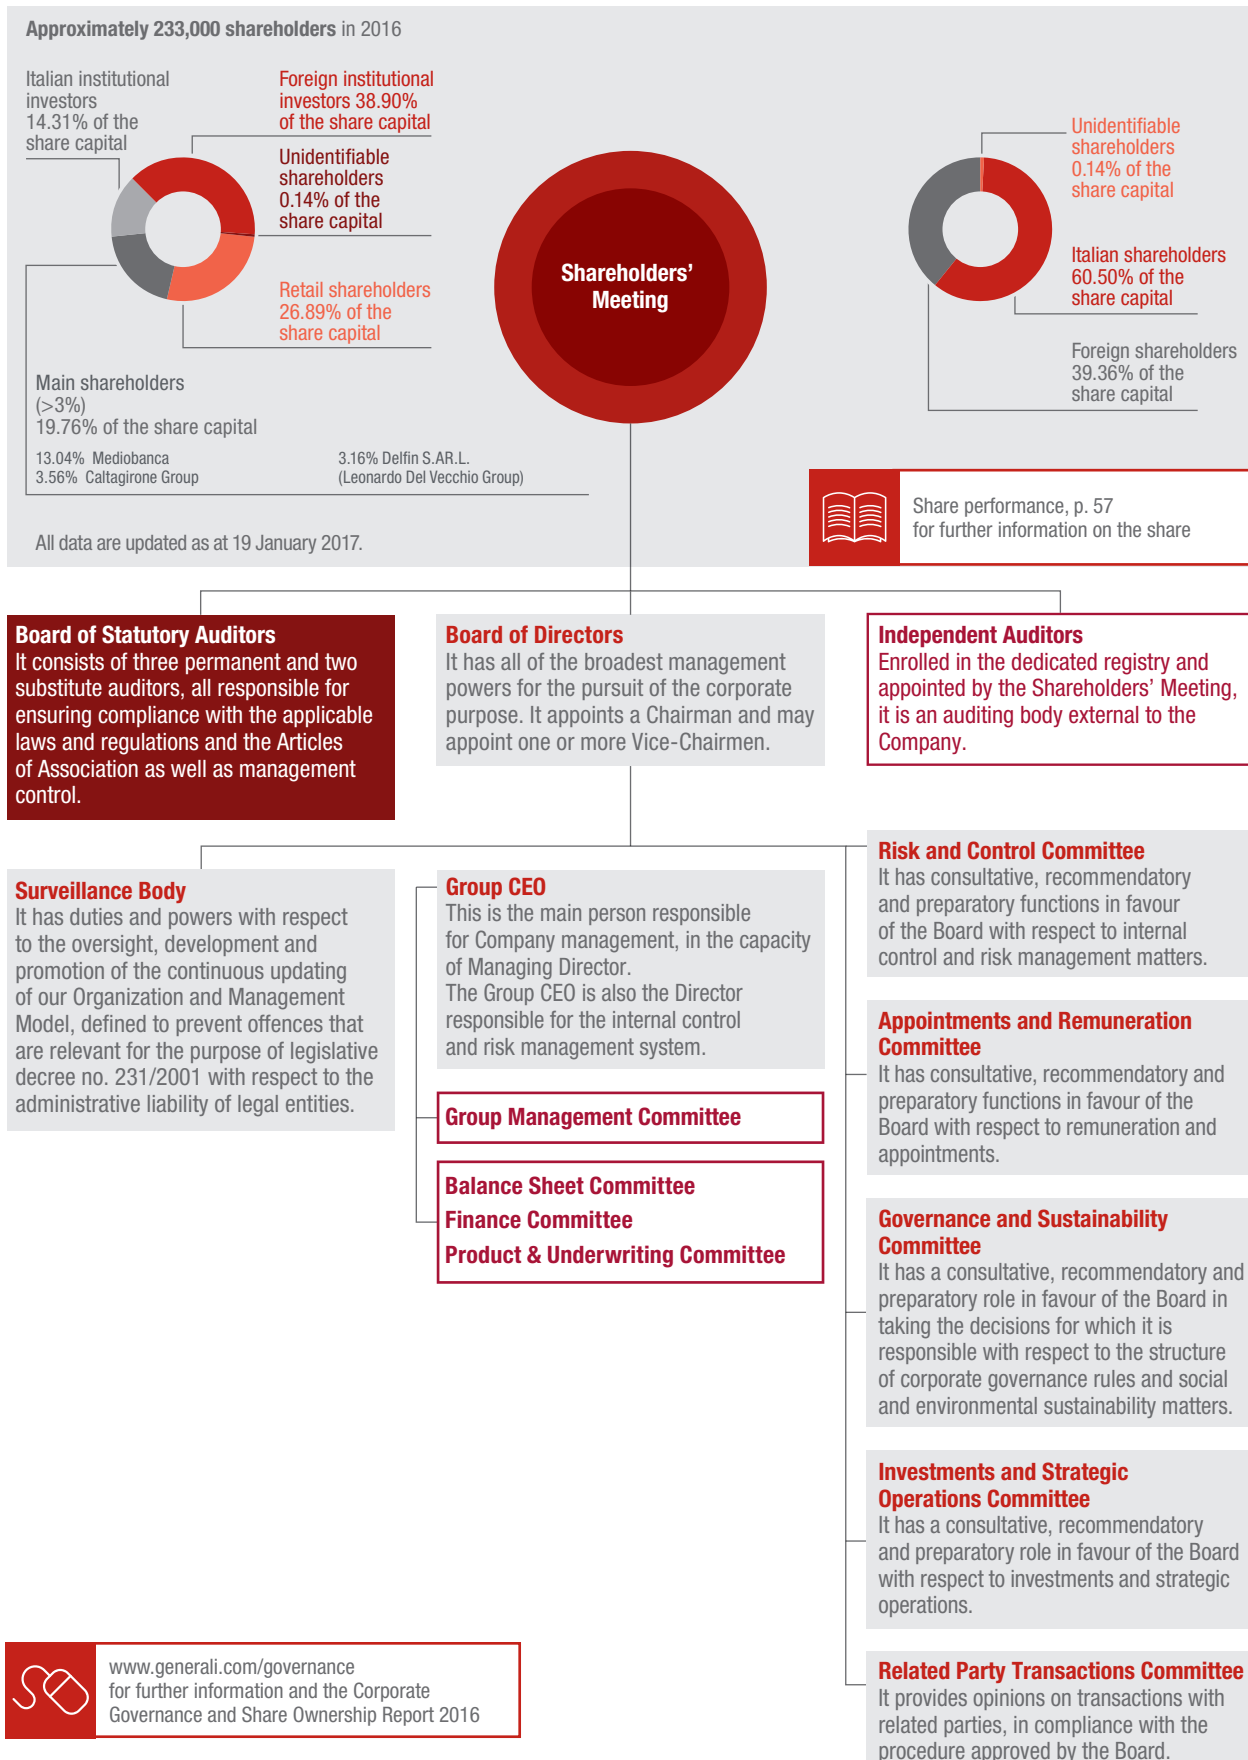 Approximately 233,000 shareholders in 2016
Italian institutional
investors
14.31% of the
share capital
Foreign institutional
investors 38.90%
of the share capital
Unidentifiable
shareholders
0.14% of the
share capital
Retail shareholders
26.89% of the
share capital
Main shareholders
(>3%)
19.76% of the share capital
13.04% Mediobanca
3.56% Caltagirone Group
3.16% Delfin S.AR.L.
(Leonardo Del Vecchio Group)
All data are updated as at 19 January 2017.
Shareholders'
Meeting
Unidentifiable
shareholders
0.14% of the
share capital
Italian shareholders
60.50% of the
share capital
Foreign shareholders
39.36% of the
share capital
Share performance, p. 57
for further information on the share
Board of Statutory Auditors
It consists of three permanent and two
substitute auditors, all responsible for
ensuring compliance with the applicable
laws and regulations and the Articles
of Association as well as management
control.
Board of Directors
It has all of the broadest management
powers for the pursuit of the corporate
purpose. It appoints a Chairman and may
appoint one or more Vice-Chairmen.
Independent Auditors
Enrolled in the dedicated registry and
appointed by the Shareholders' Meeting,
it is an auditing body external to the
Company.
Surveillance Body
It has duties and powers with respect
to the oversight, development and
promotion of the continuous updating
of our Organization and Management
Model, defined to prevent offences that
are relevant for the purpose of legislative
decree no. 231/2001 with respect to the
administrative liability of legal entities.
Group CEO
This is the main person responsible
for Company management, in the capacity
of Managing Director.
The Group CEO is also the Director
responsible for the internal control
and risk management system.
Group Management Committee
Balance Sheet Committee
Finance Committee
Product & Underwriting Committee
Risk and Control Committee
It has consultative, recommendatory
and preparatory functions in favour
of the Board with respect to internal
control and risk management matters.
Appointments and Remuneration
Committee
It has consultative, recommendatory and
preparatory functions in favour of the
Board with respect to remuneration and
appointments.
Governance and Sustainability
Committee
It has a consultative, recommendatory and
preparatory role in favour of the Board in
taking the decisions for which it is
responsible with respect to the structure
of corporate governance rules and social
and environmental sustainability matters.
Investments and Strategic
Operations Committee
It has a consultative, recommendatory
and preparatory role in favour of the Board
with respect to investments and strategic
operations.
Related Party Transactions Committee
It provides opinions on transactions with
related parties, in compliance with the
procedure approved by the Board.
www.generali.com/governance
for further information and the Corporate
Governance and Share Ownership Report 2016